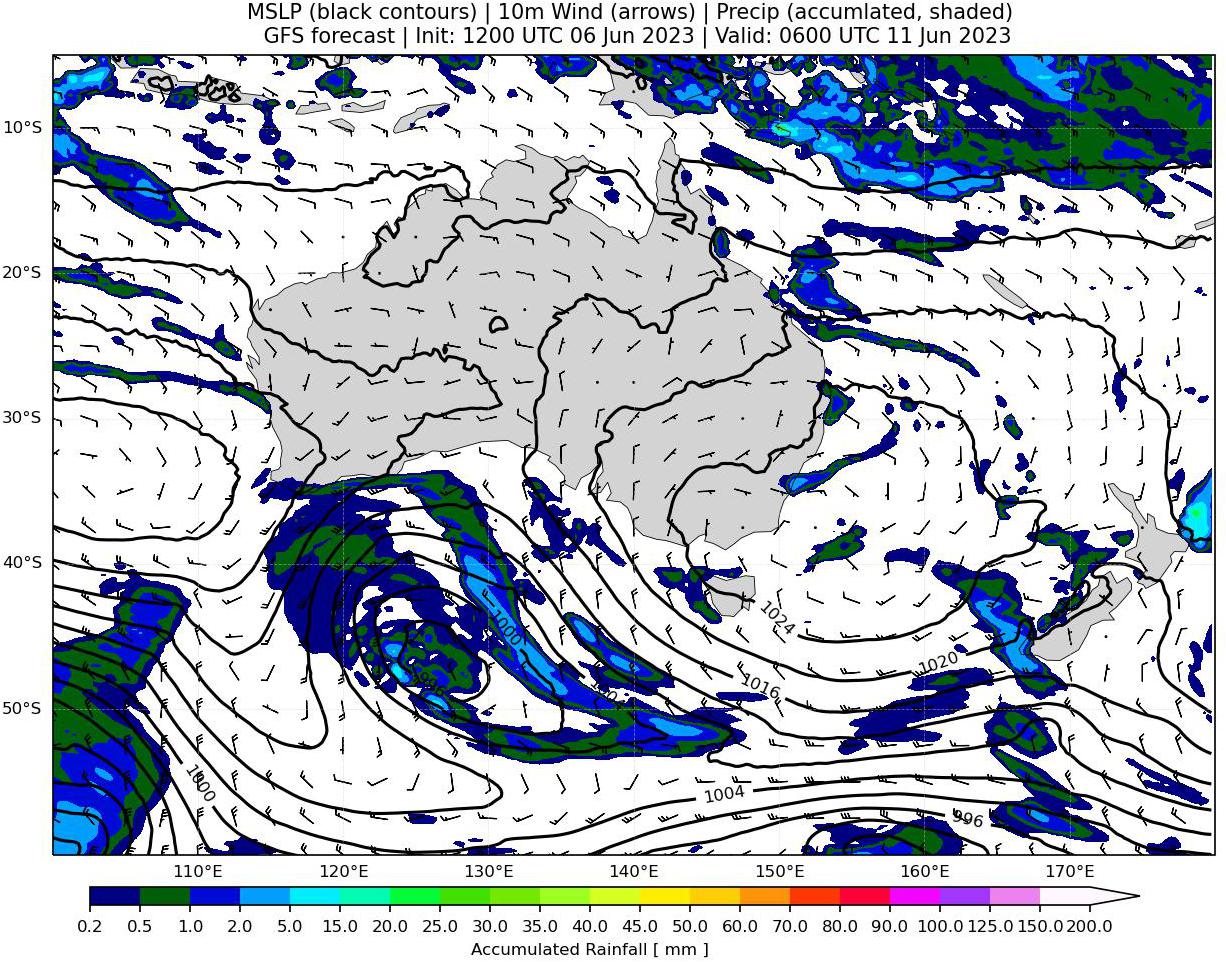 MSLP (black contours) | 10m Wind (arrows) | Precip (accumlated, shaded)
GFS forecast | Init: 1200 UTC 06 Jun 2023 | Valid: 0600 UTC 11 Jun 2023
10°S
20°S
30°S
40°S
50°S
1024
1020
1016
1000
1004
1000
996
110°E 120°E 130°E 140°E 150°E 160°E 170°E
0.2 0.5 1.0 2.0 5.0 15.0 20.0 25.0 30.0 35.0 40.0 45.0 50.0 60.0 70.0 80.0 90.0 100.0 125.0 150.0 200.0
Accumulated Rainfall [ mm ]